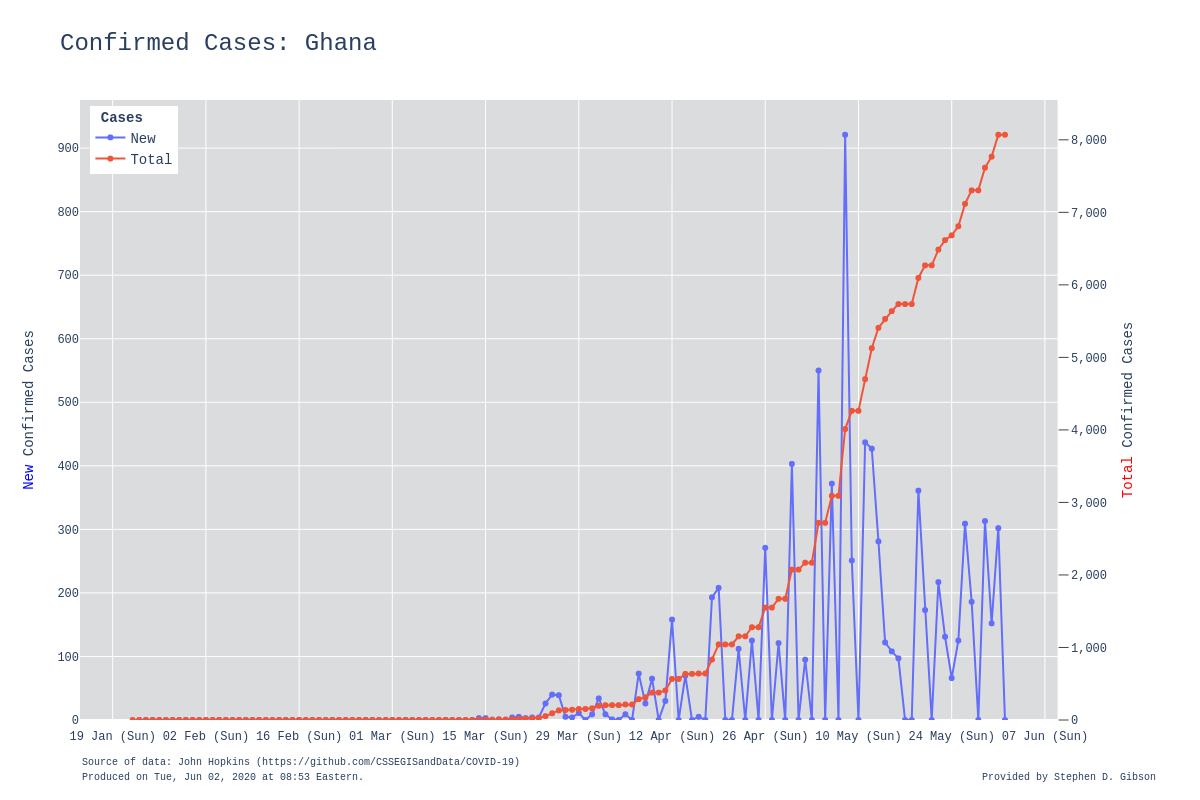 Confirmed Cases: Ghana
Cases
New
Total
900
800
700
600
500
400
300
200
100
0
New Confirmed Cases
8,000
7,000
6,000
5,000
4,000
3,000
2,000
1,000
0
Total Confirmed Cases
19 Jan (Sun) 02 Feb (Sun) 16 Feb (Sun) 01 Mar (Sun) 15 Mar (Sun) 29 Mar (Sun) 12 Apr (Sun) 26 Apr (Sun) 10 May (Sun) 24 May (Sun) 07 Jun (Sun)
Source of data: John Hopkins (https://github.com/CSSEGISandData/COVID-19)
Produced on Tue, Jun 02, 2020 at 08:53 Eastern.
Provided by Stephen D. Gibson